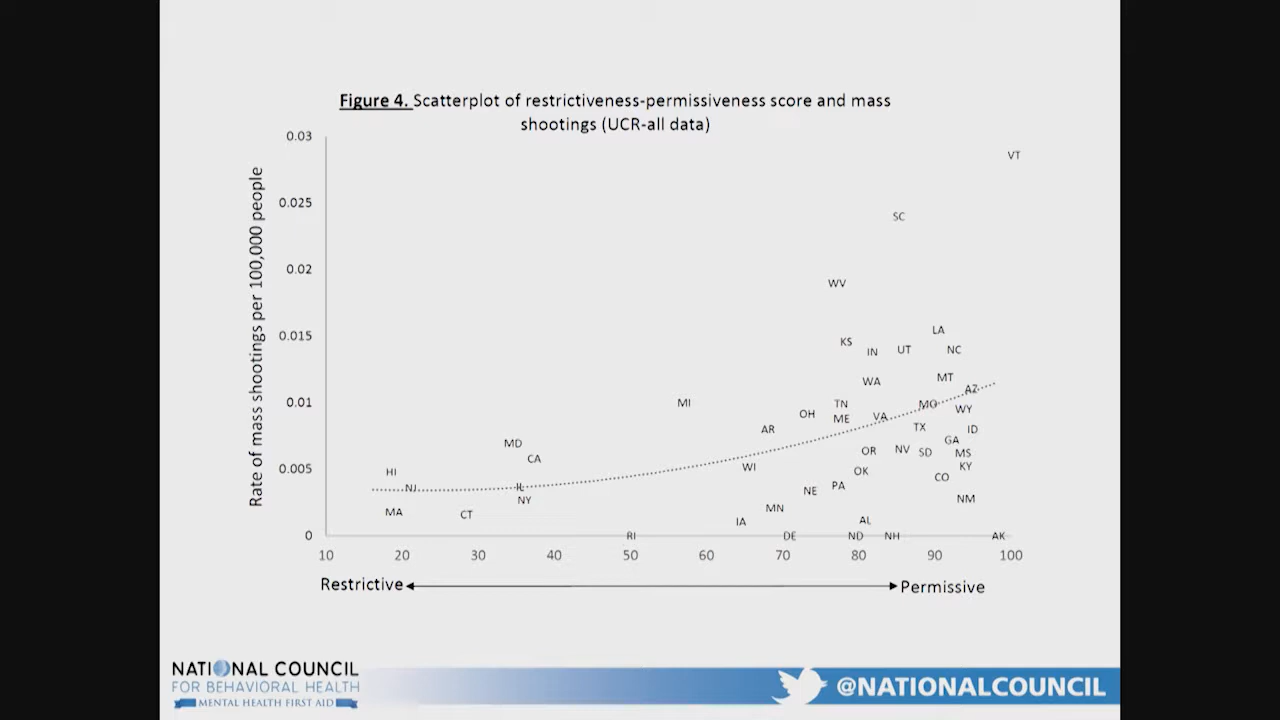 Figure 4. Scatterplot of restrictiveness-permissiveness score and mass
shootings (UCR-all data)
Rate of mass shootings per 100,000 people
0.03
VT
0.025
SC
0.02
WV
0.015
LA
KS
IN
UT
NC
WA
MT
AZ
0.01
MI
TN
MO
WY
OH
ME
VA
AR
TX
ID
MD
GA
CA
OR
NV
SD
MS
0.005
HI
WI
OK
KY
CO
NJ
IL
NE
PA
NY
NM
MA
CT
MN
IA
AL
0
RI
DE
ND
NH
AK
10 20 30 40 50 60 70 80 90 100
Restrictive Permissive
NATIONAL COUNCIL
FOR BEHAVIORAL HEALTH
MENTAL HEALTH FIRST AID
@NATIONALCOUNCIL